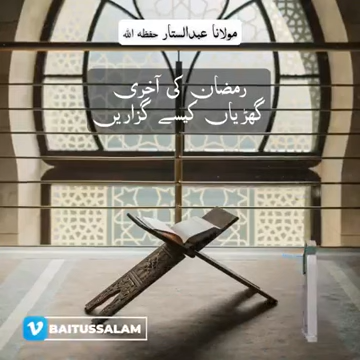 مولانا عبدالستار حفظہ اللہ
رمضان کی آخری
گھڑیاں کیسے گزاریں
BAITUSSALAM